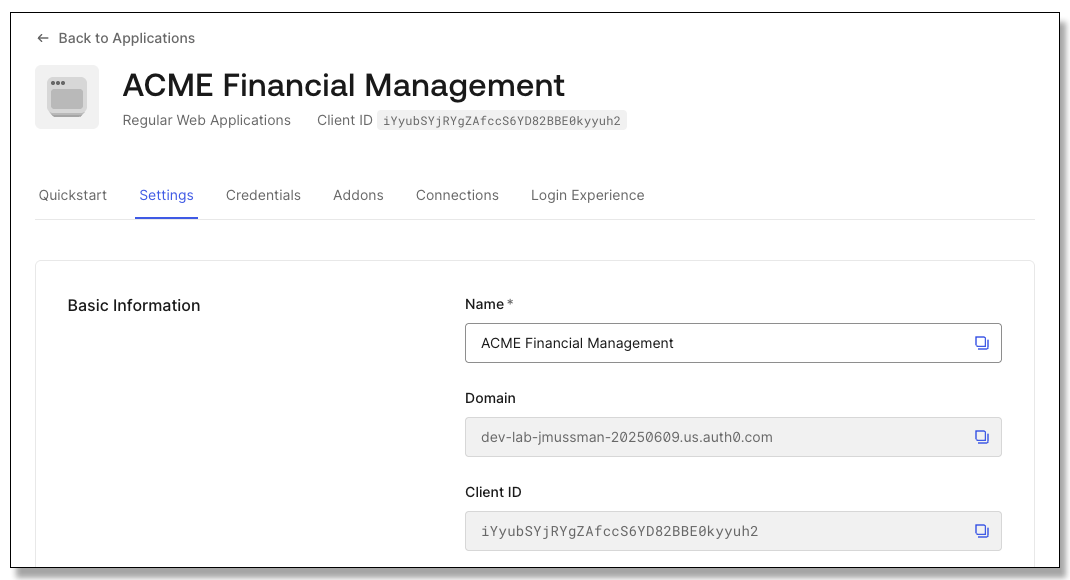 Back to Applications
ACME Financial Management
Regular Web Applications Client ID iYyubSYjRYgZAfccS6YD82BBE0kyyuh2
Quickstart Settings Credentials Addons Connections Login Experience
Basic Information
Name *
ACME Financial Management
Domain
dev-lab-jmussman-20250609.us.auth0.com
Client ID
iYyubSYjRYgZAfccS6YD82BBE0kyyuh2